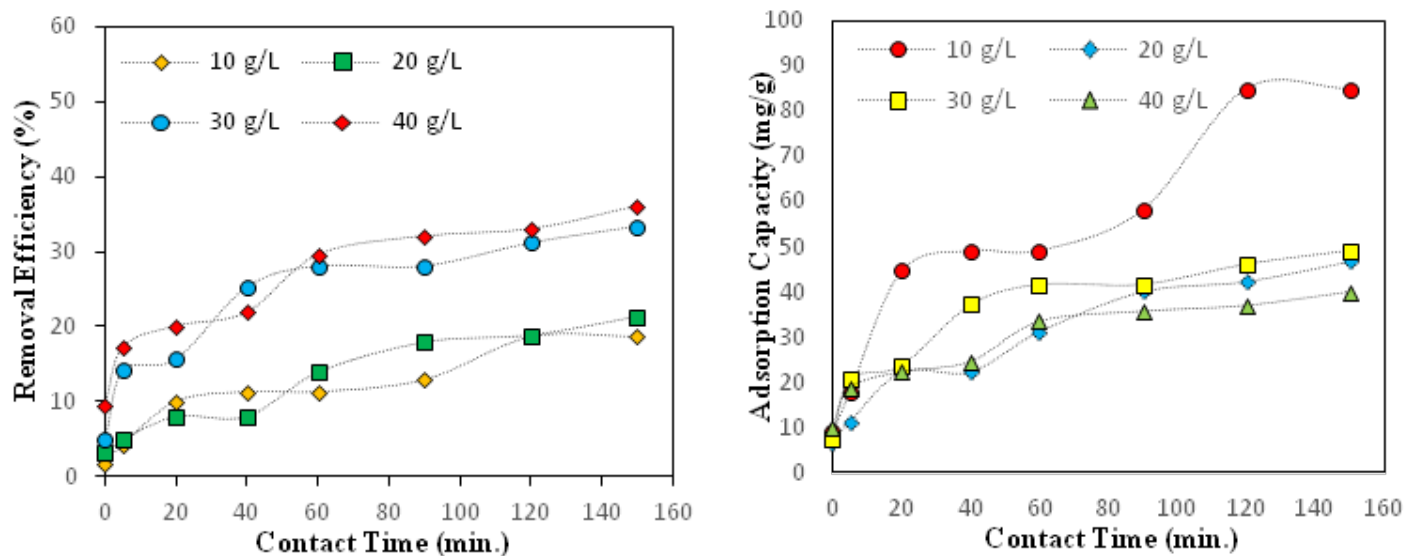 Removal Efficiency (%)
60
50
40
30
20
10
0
10 g/L
20 g/L
30 g/L
40 g/L
0 20 40 60 80 100 120 140 160
Contact Time (min.)
Adsorption Capacity (mg/g)
100
90
80
70
60
50
40
30
20
10
0
10 g/L
20 g/L
30 g/L
40 g/L
0 20 40 60 80 100 120 140 160
Contact Time (min.)